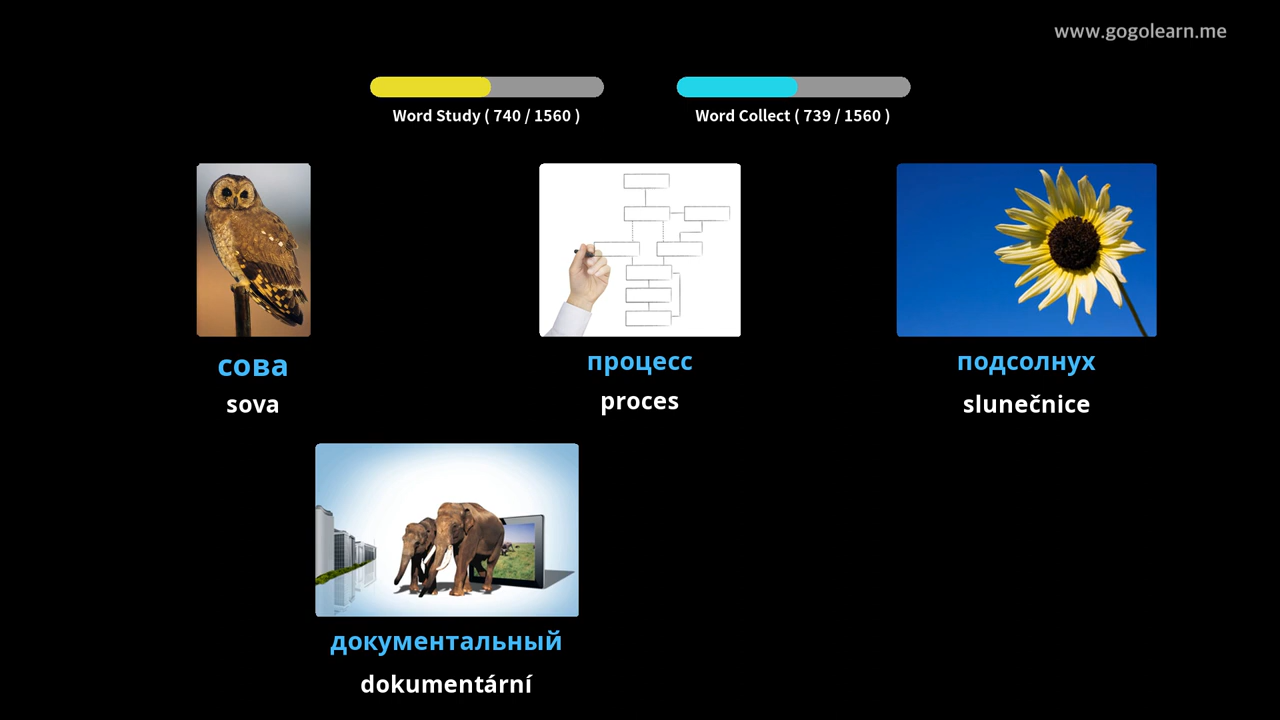 www.gogolearn.me
Word Study ( 740 / 1560 )
Word Collect ( 739 / 1560 )
сова
процесс
подсолнух
sova
proces
slunečnice
документальный
dokumentární